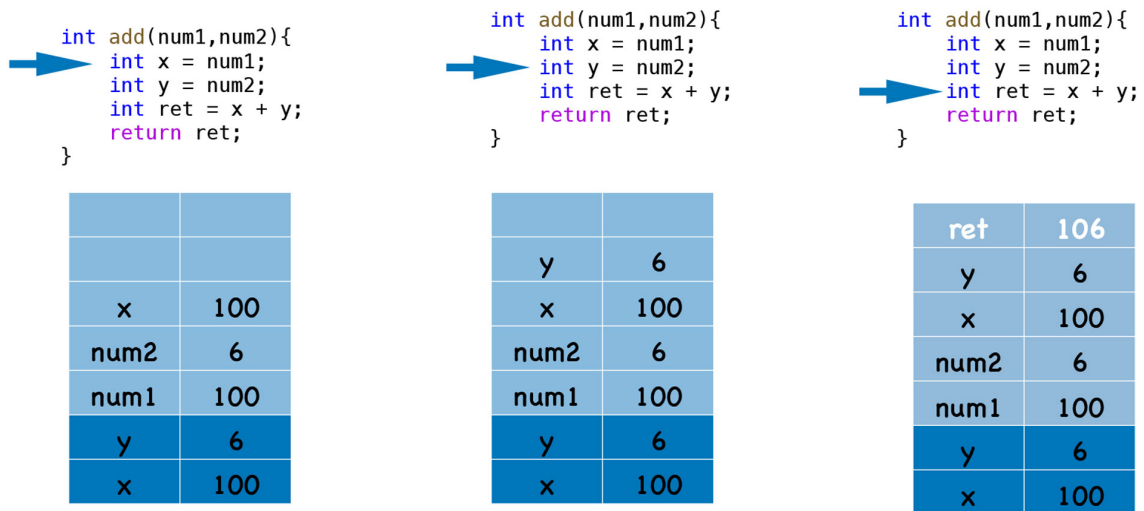 int add(num1,num2){
int x = num1;
int y = num2;
int ret = x + y;
return ret;
}
x 100
num2 6
num1 100
y 6
x 100
int add(num1,num2){
int x = num1;
int y = num2;
int ret = x + y;
return ret;
}
y 6
x 100
num2 6
num1 100
y 6
x 100
int add(num1,num2){
int x = num1;
int y = num2;
int ret = x + y;
return ret;
}
ret 106
y 6
x 100
num2 6
num1 100
y 6
x 100